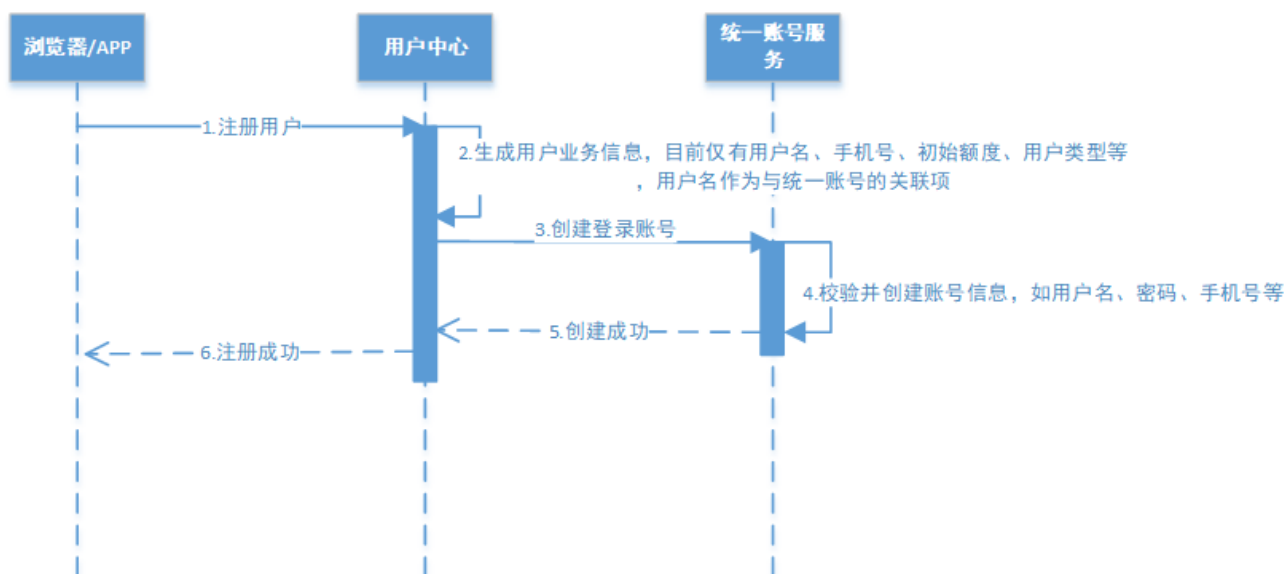 浏览器/APP
用户中心
统一账号服
务
1.注册用户
2.生成用户业务信息，目前仅有用户名、手机号、初始额度、用户类型等
，用户名作为与统一账号的关联项
3.创建登录账号
4.校验并创建账号信息，如用户名、密码、手机号等
5.创建成功
6.注册成功